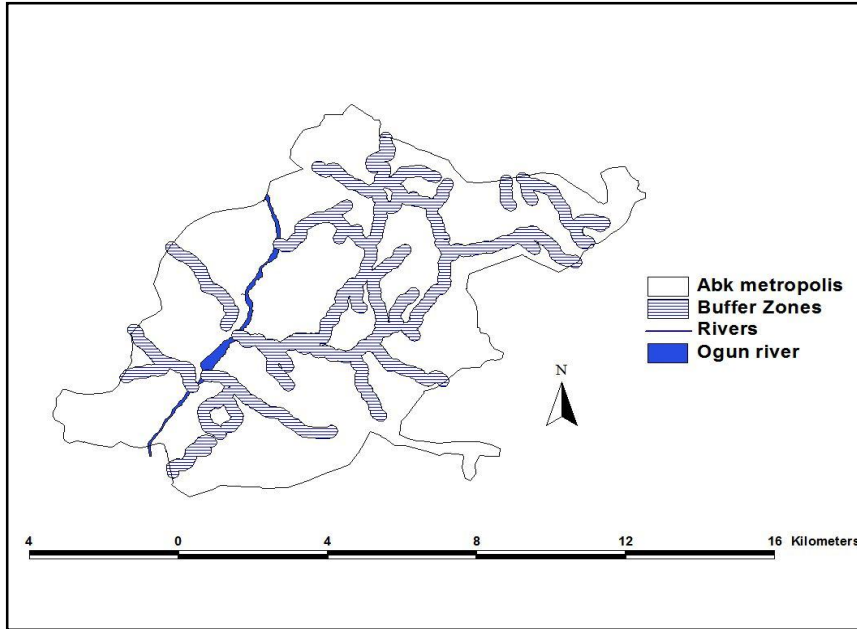 Abk metropolis
Buffer Zones
Rivers
Ogun river
N
4 0 4 8 12 16 Kilometers